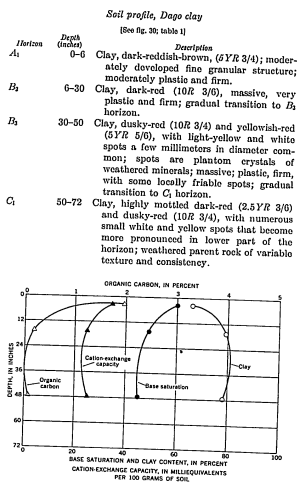 Soil profile, Dago clay
[See fig. 30; table 1]
Horizon Depth (inches) Description
A₁ 0–6 Clay, dark-reddish-brown, (5YR 3/4); moder-
ately developed fine granular structure;
moderately plastic and firm.
B₂ 6–30 Clay, dark-red (10R 3/6), massive, very
plastic and firm; gradual transition to B₃
horizon.
B₃ 30–50 Clay, dusky-red (10R 3/4) and yellowish-red
(5YR 5/6), with light-yellow and white
spots a few millimeters in diameter com-
mon; spots are plantom crystals of
weathered minerals; massive; plastic, firm,
with some locally friable spots; gradual
transition to C₁ horizon.
C₁ 50–72 Clay, highly mottled dark-red (2.5YR 3/6)
and dusky-red (10R 3/4), with numerous
small white and yellow spots that become
more pronounced in lower part of the
horizon; weathered parent rock of variable
texture and consistency.
ORGANIC CARBON, IN PERCENT
0 1 2 3 4 5
0
12
24
36
48
60
72
DEPTH, IN INCHES
Organic carbon
Cation-exchange capacity
Base saturation
Clay
0 20 40 60 80 100
BASE SATURATION AND CLAY CONTENT, IN PERCENT
CATION-EXCHANGE CAPACITY, IN MILLIEQUIVALENTS
PER 100 GRAMS OF SOIL